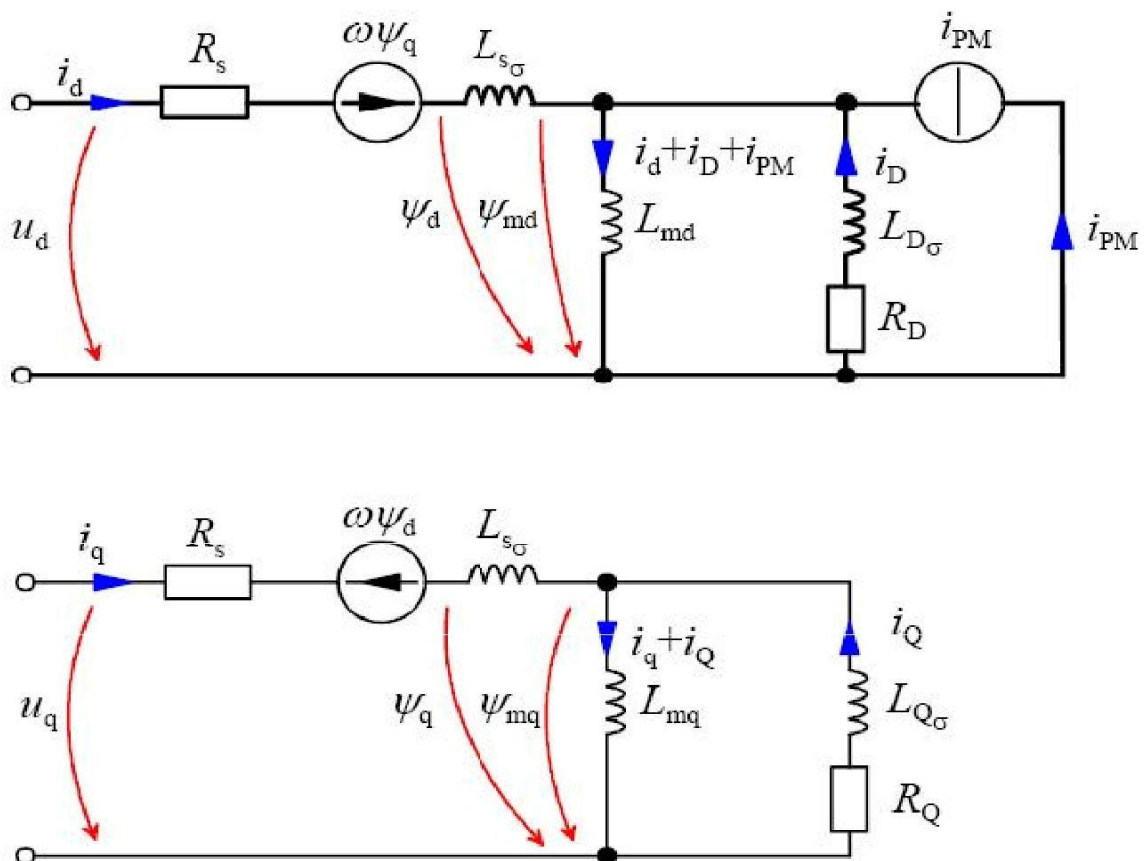 i_PM
ωψ_q
L_sσ
R_s
i_d
i_d+i_D+i_PM
i_D
ψ_d
ψ_md
L_md
L_Dσ
i_PM
u_d
R_D
ωψ_d
L_sσ
R_s
i_q
i_Q
i_q+i_Q
ψ_q
ψ_mq
L_mq
L_Qσ
u_q
R_Q